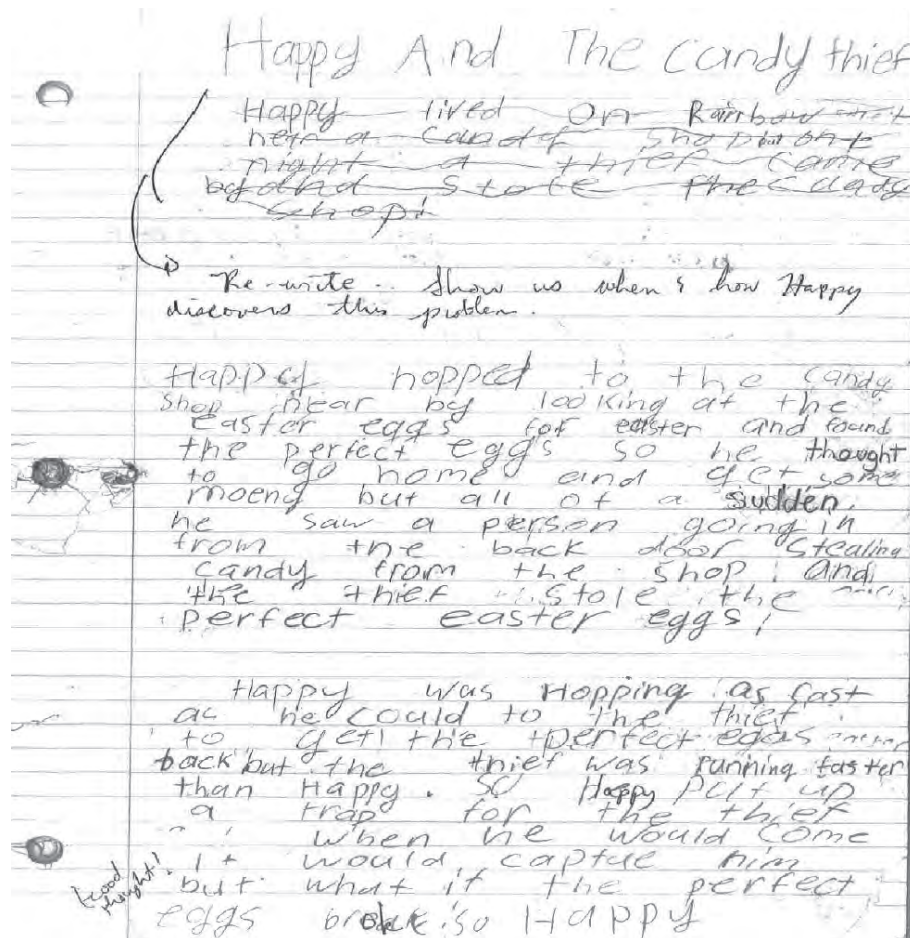 Happy And The Candy thief
Happy lived On Rainbow
near a Candy Shop but one
night a thief came
by and stole the Cady
schop.
Re-write.. Show us when & how Happy
discovers this problem.
Happy hopped to the candy
shop near by looking at the
easter eggs for easter and found
the perfect eggs so he thought
to go home and get some
moeny but all of a sudden
he saw a person going in
from the back door stealing
candy from the shop and
the thief stole the
perfect easter eggs!
Happy was Hopping as fast
as he could to the thief
to get the perfect eggs
back but the thief was running faster
than Happy. SO Happy Put up
a trap for the thief
when he would come
it would captue him
Good
thought!
but what if the perfect
eggs broke so Happy